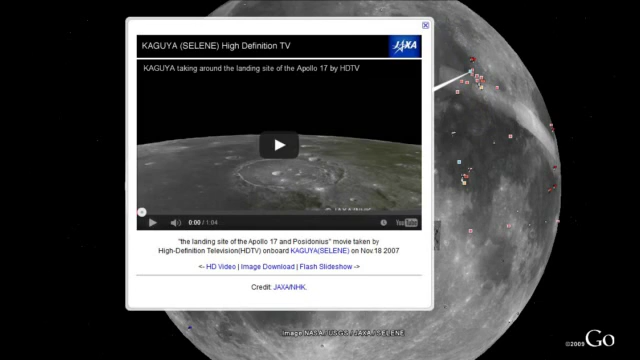 KAGUYA (SELENE) High Definition TV
JAXA
KAGUYA taking around the landing site of the Apollo 17 by HDTV
© JAXA/NHK
0:00 / 1:04
YouTube
"the landing site of the Apollo 17 and Posidonius" movie taken by
High-Definition Television(HDTV) onboard KAGUYA(SELENE) on Nov.18 2007
<- HD Video | Image Download | Flash Slideshow ->
Credit: JAXA/NHK.
Image NASA/USGS /JAXA /SELENE
©2009 Go